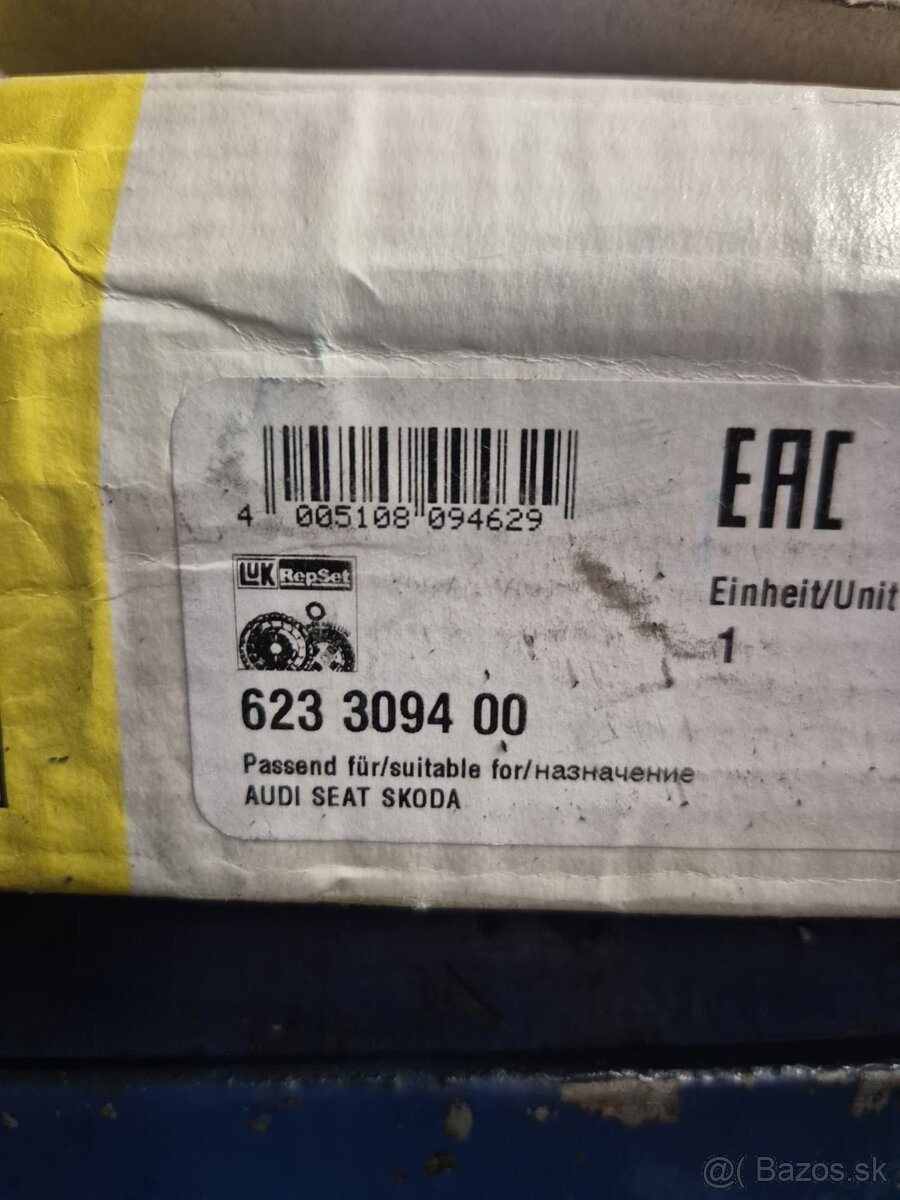 EAC
4 005108 094629
LUK RepSet
Einheit/Unit
1
623 3094 00
Passend für/suitable for/назначение
AUDI SEAT SKODA
@( Bazos.sk